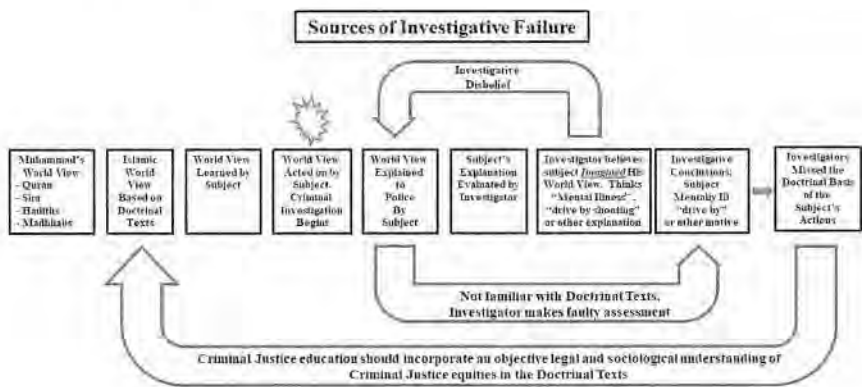 Sources of Investigative Failure
Investigative
Disbelief
Muhammad's
World View
- Quran
- Sira
- Hadiths
- Madhhabs
Islamic
World
View
Based on
Doctrinal
Texts
World View
Learned by
Subject
World View
Acted on by
Subject.
Criminal
Investigation
Begins
World View
Explained
to
Police
By
Subject
Subject's
Explanation
Evaluated by
Investigator
Investigator believes
subject Imagined His
World View. Thinks
"Mental Illness",
"drive by shooting"
or other explanation
Investigative
Conclusions:
Subject
Mentally Ill
"drive by"
or other motive
Investigators
Missed the
Doctrinal Basis
of the
Subject's
Actions
Not familiar with Doctrinal Texts,
Investigator makes faulty assessment
Criminal Justice education should incorporate an objective legal and sociological understanding of
Criminal Justice equities in the Doctrinal Texts